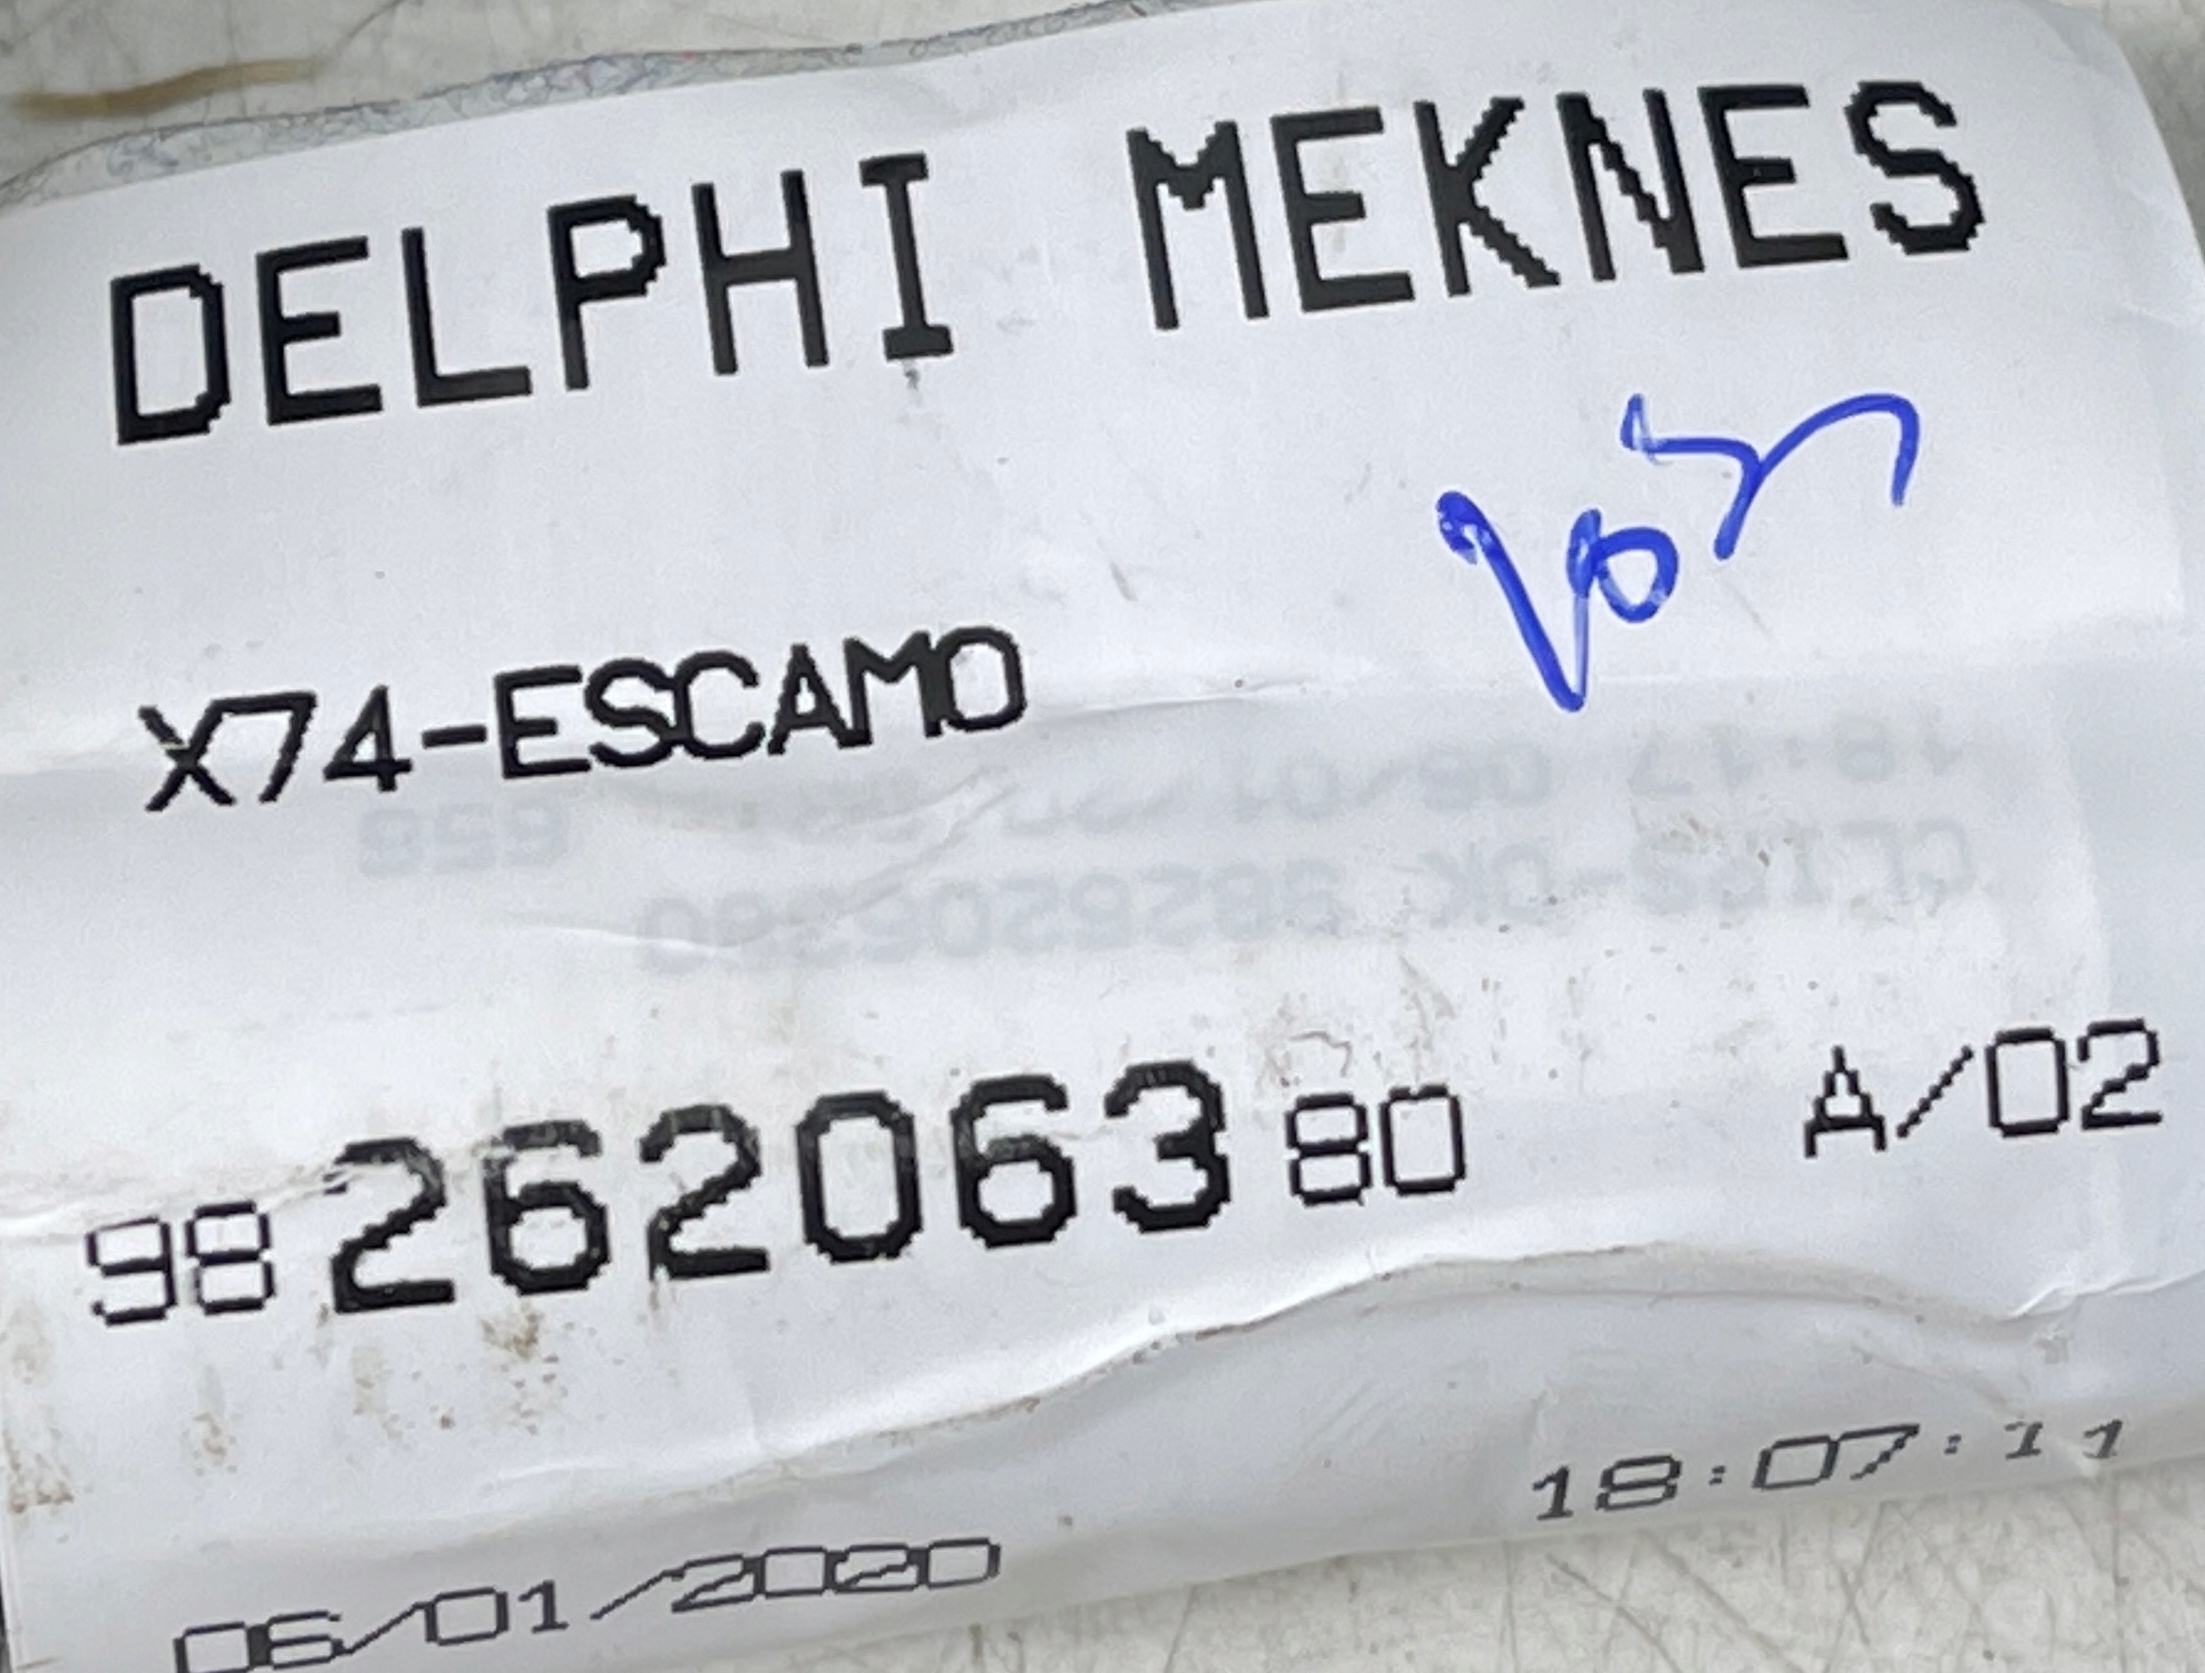 DELPHI MEKNES
X74-ESCAMO
98 262063 80 A/02
06/01/2020 18:07:11